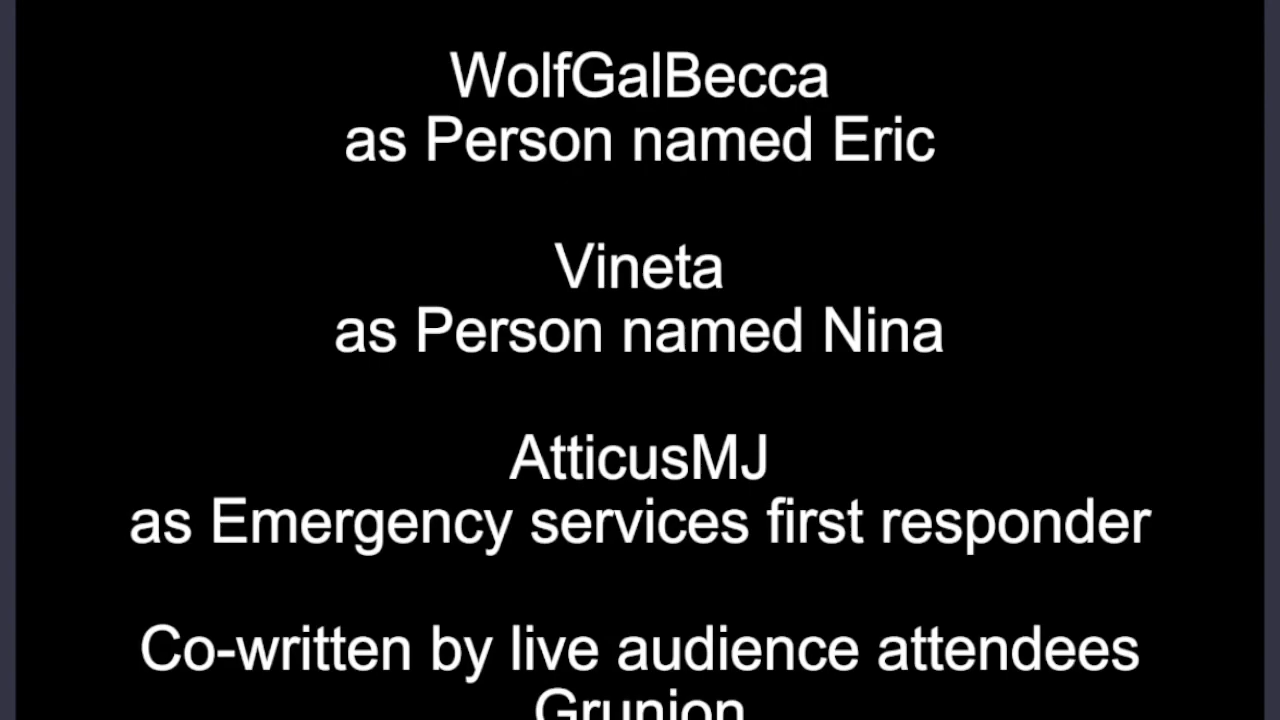 WolfGalBecca
as Person named Eric
Vineta
as Person named Nina
AtticusMJ
as Emergency services first responder
Co-written by live audience attendees
Grunion